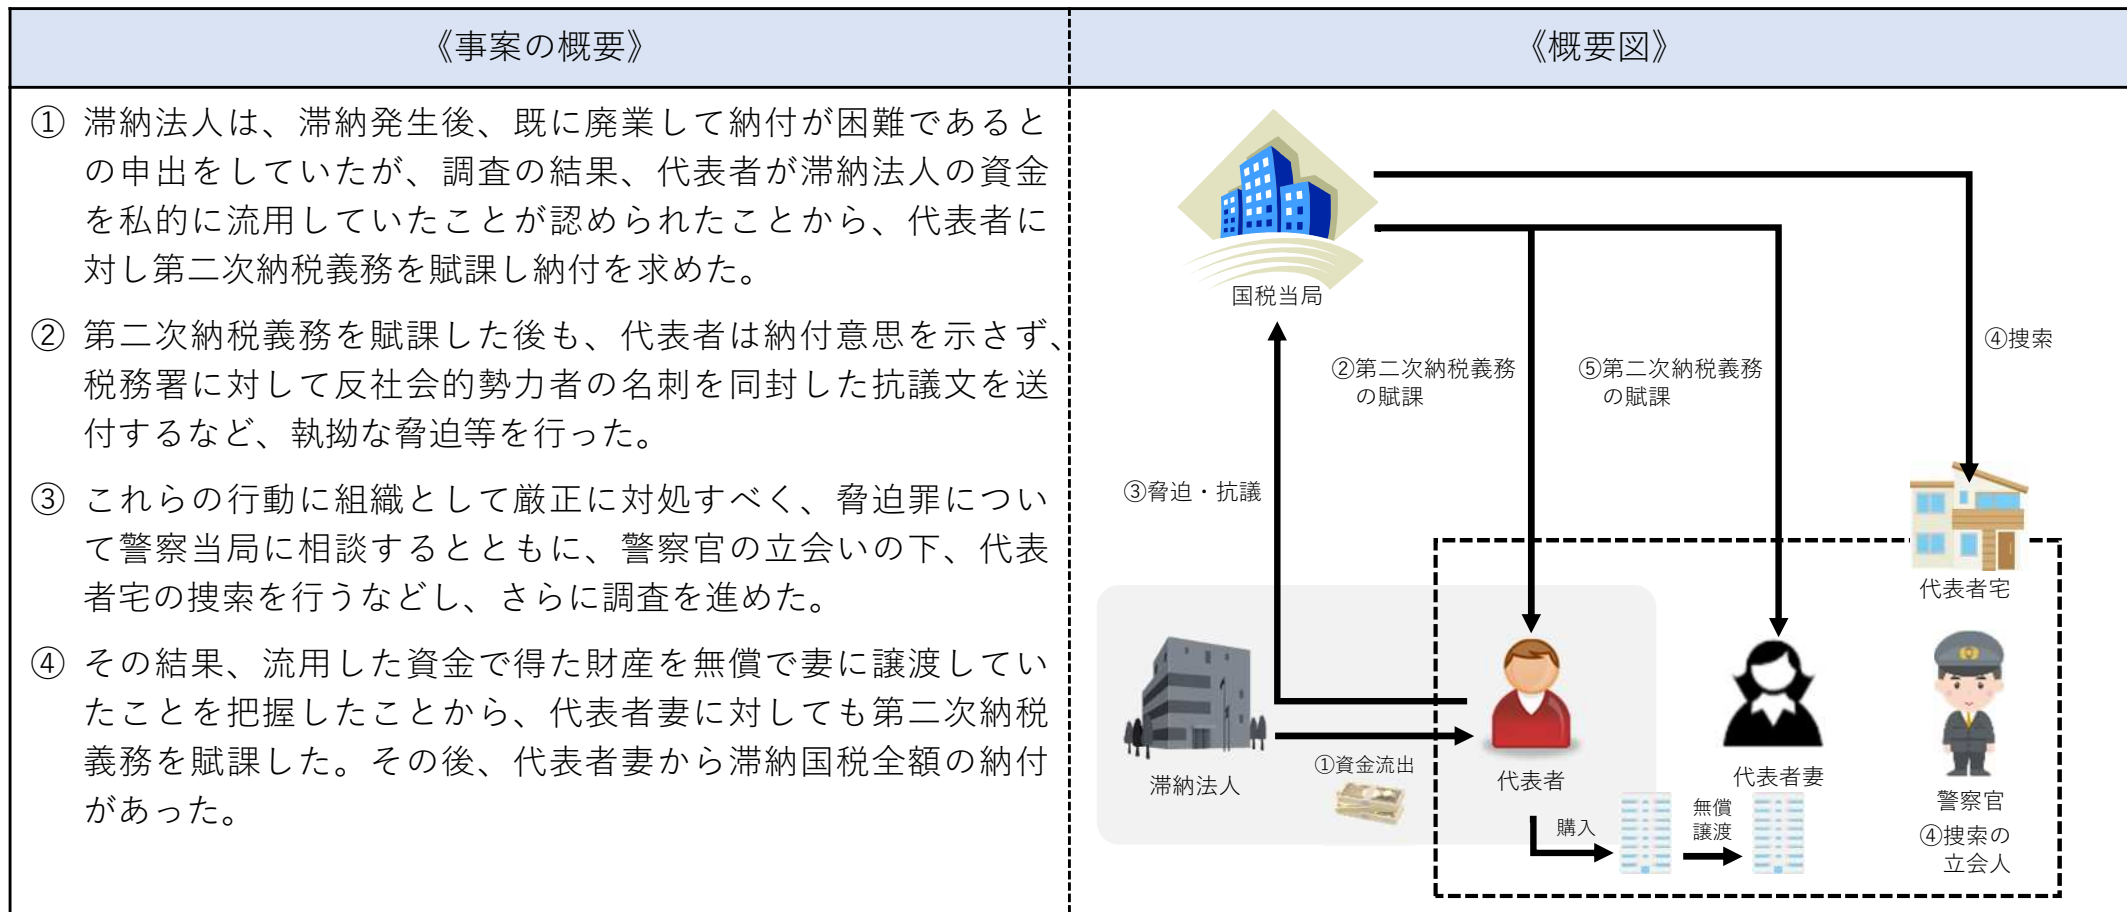 《事案の概要》
《概要図》
① 滞納法人は、滞納発生後、既に廃業して納付が困難であると
の申出をしていたが、調査の結果、代表者が滞納法人の資金
を私的に流用していたことが認められたことから、代表者に
対し第二次納税義務を賦課し納付を求めた。
② 第二次納税義務を賦課した後も、代表者は納付意思を示さず、
税務署に対して反社会的勢力者の名刺を同封した抗議文を送
付するなど、執拗な脅迫等を行った。
③ これらの行動に組織として厳正に対処すべく、脅迫罪につい
て警察当局に相談するとともに、警察官の立会いの下、代表
者宅の捜索を行うなどし、さらに調査を進めた。
④ その結果、流用した資金で得た財産を無償で妻に譲渡してい
たことを把握したことから、代表者妻に対しても第二次納税
義務を賦課した。その後、代表者妻から滞納国税全額の納付
があった。
国税当局
④捜索
②第二次納税義務
の賦課
⑤第二次納税義務
の賦課
③脅迫・抗議
代表者宅
滞納法人
①資金流出
代表者
代表者妻
警察官
④捜索の
立会人
購入
無償
譲渡